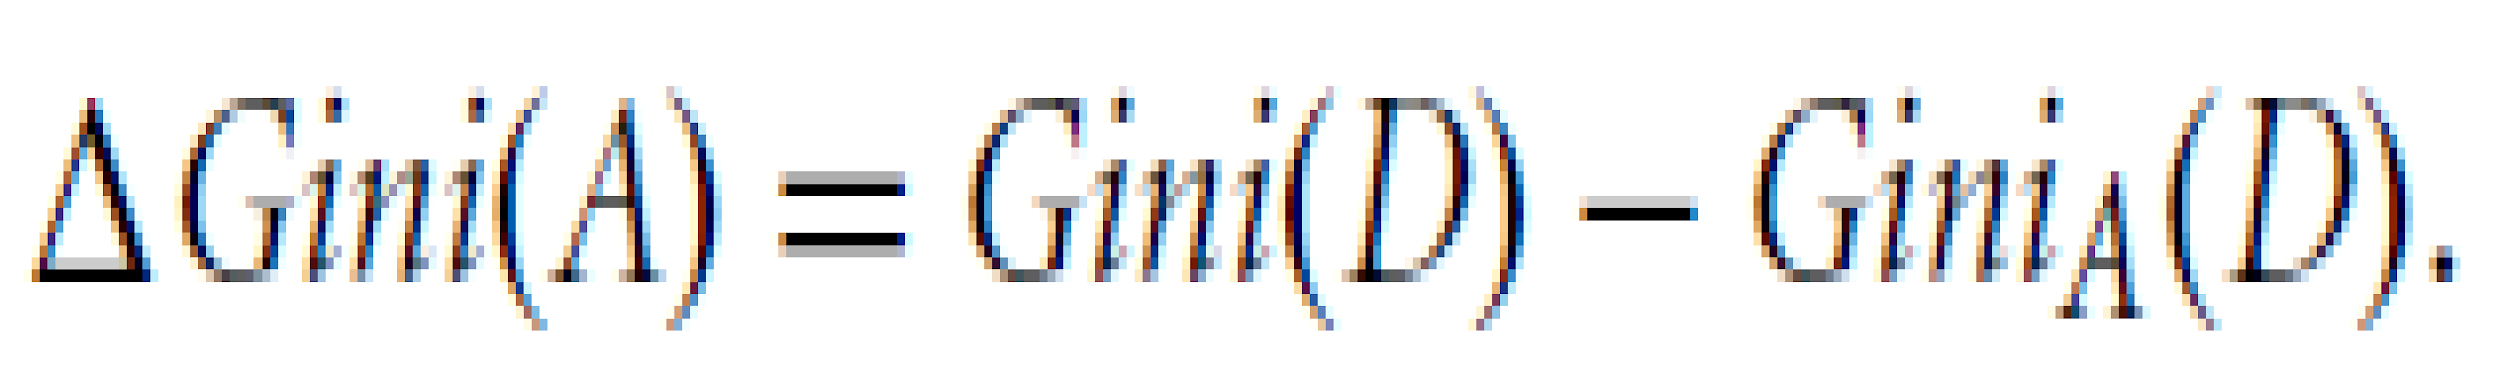 ΔGini(A) = Gini(D) − Gini_A(D).